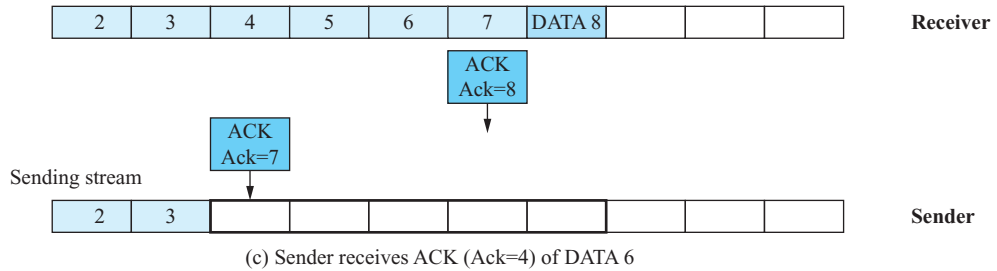 2 3 4 5 6 7 DATA 8 Receiver
ACK
Ack=8
ACK
Ack=7
Sending stream
2 3 Sender
(c) Sender receives ACK (Ack=4) of DATA 6